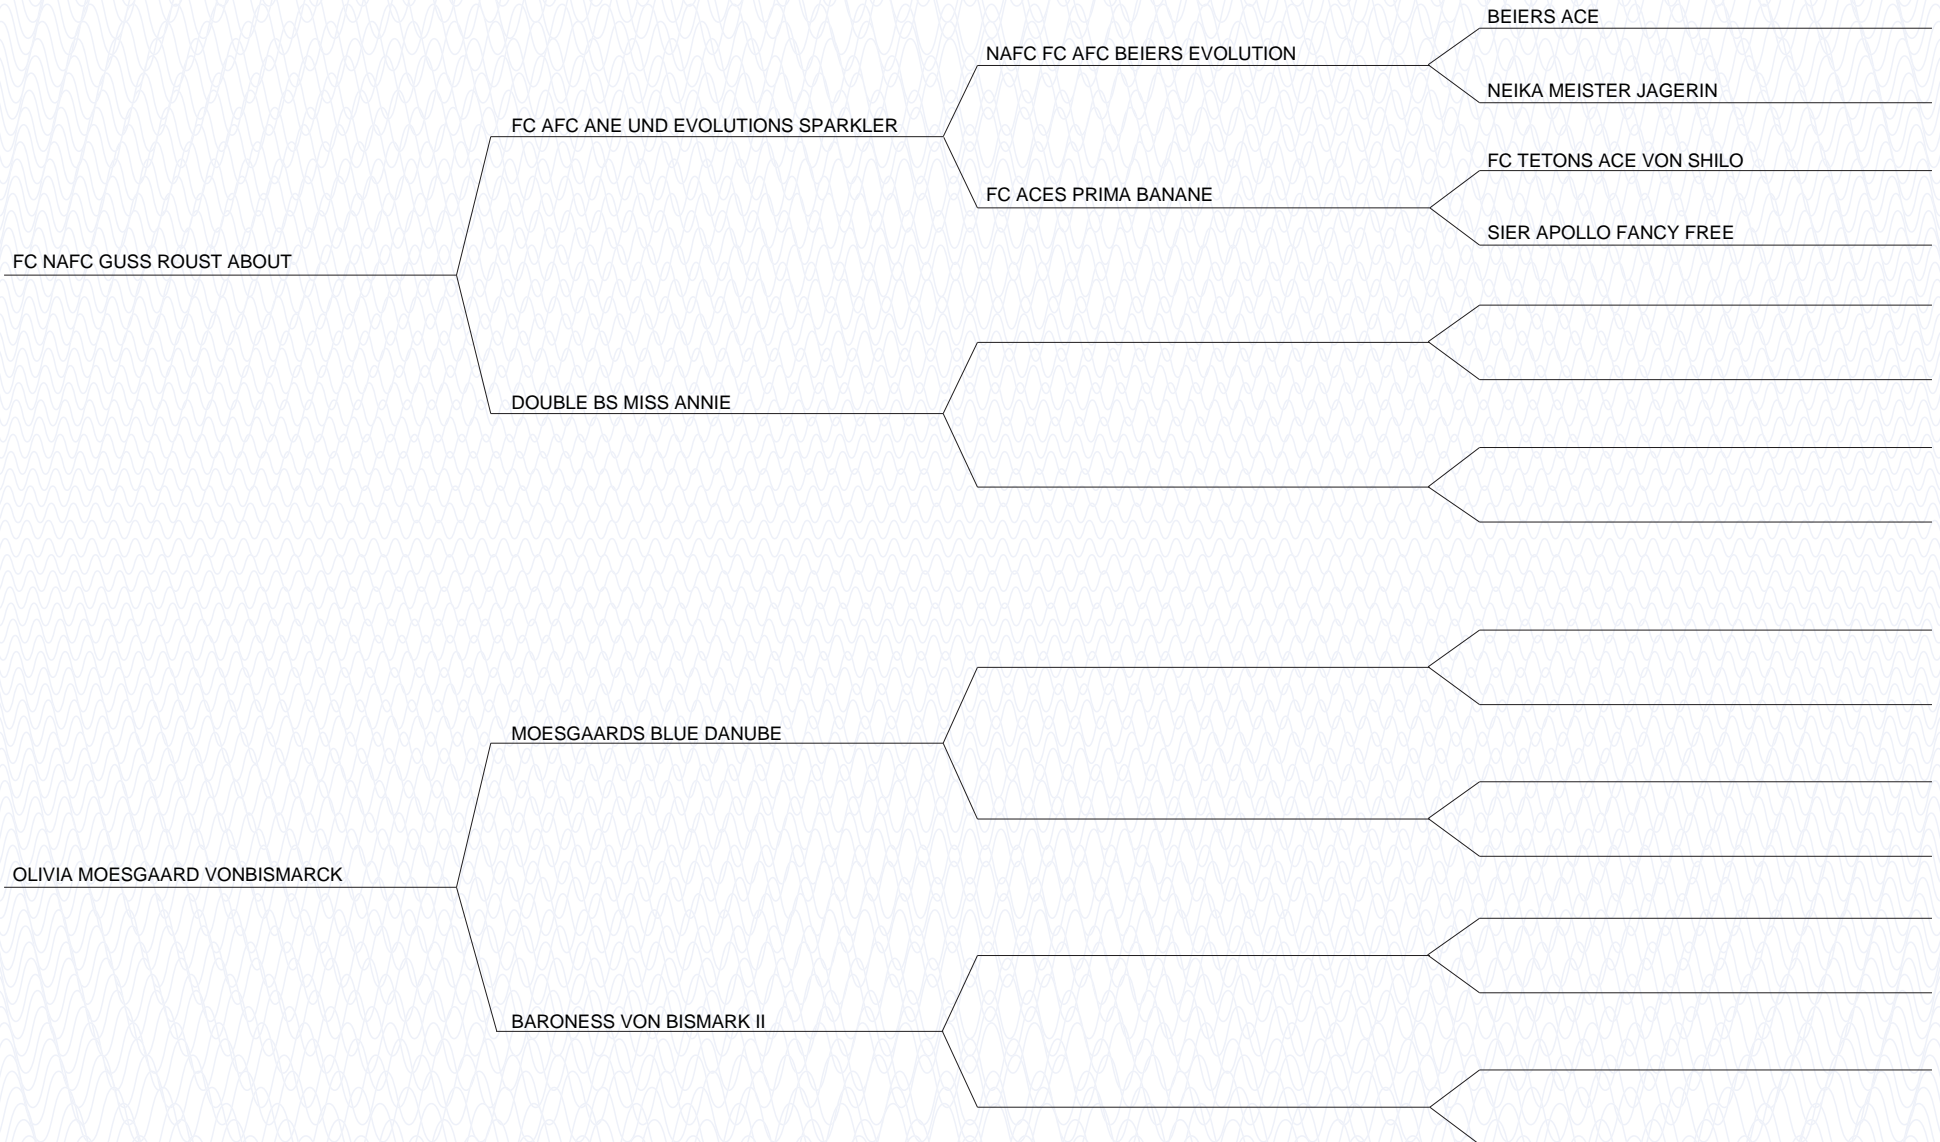 BEIERS ACE
NAFC FC AFC BEIERS EVOLUTION
NEIKA MEISTER JAGERIN
FC AFC ANE UND EVOLUTIONS SPARKLER
FC TETONS ACE VON SHILO
FC ACES PRIMA BANANE
SIER APOLLO FANCY FREE
FC NAFC GUSS ROUST ABOUT
DOUBLE BS MISS ANNIE
MOESGAARDS BLUE DANUBE
OLIVIA MOESGAARD VONBISMARCK
BARONESS VON BISMARK II